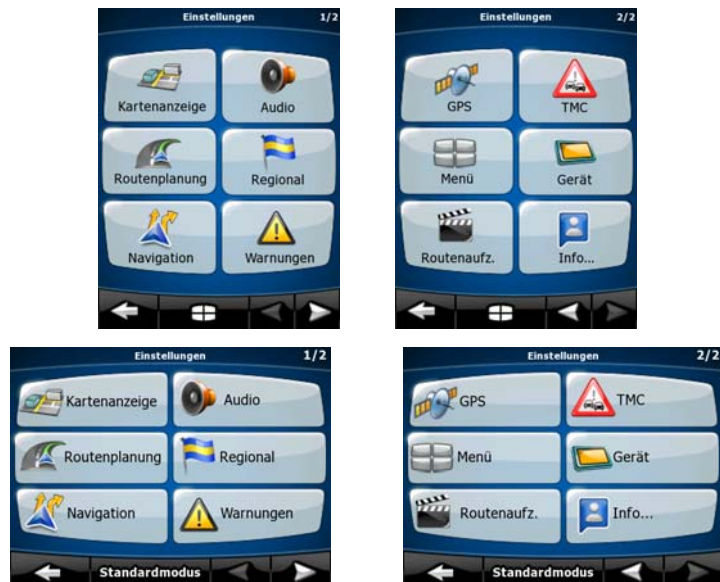 Einstellungen 1/2
Kartenanzeige Audio
Routenplanung Regional
Navigation Warnungen
Einstellungen 2/2
GPS TMC
Menü Gerät
Routenaufz. Info...
Einstellungen 1/2
Kartenanzeige Audio
Routenplanung Regional
Navigation Warnungen
Standardmodus
Einstellungen 2/2
GPS TMC
Menü Gerät
Routenaufz. Info...
Standardmodus